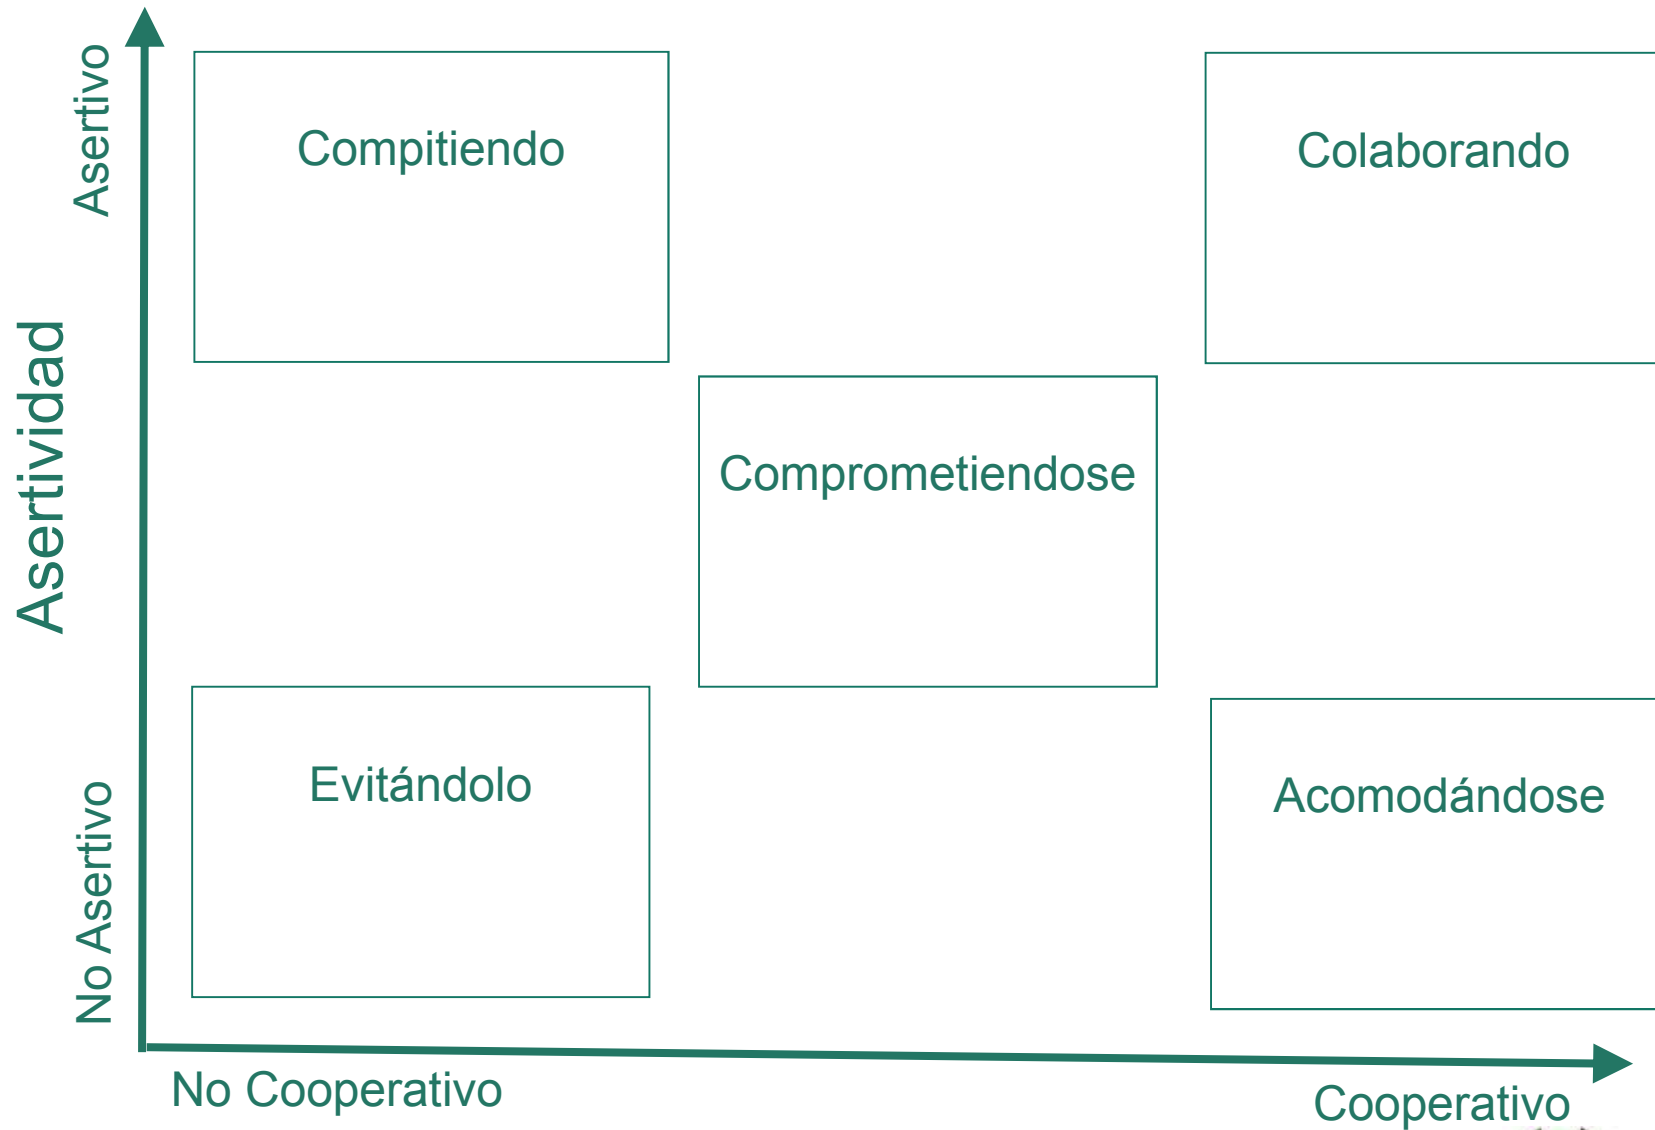 Asertivo
Compitiendo
Colaborando
Asertividad
Comprometiendose
Evitándolo
Acomodándose
No Asertivo
No Cooperativo
Cooperativo